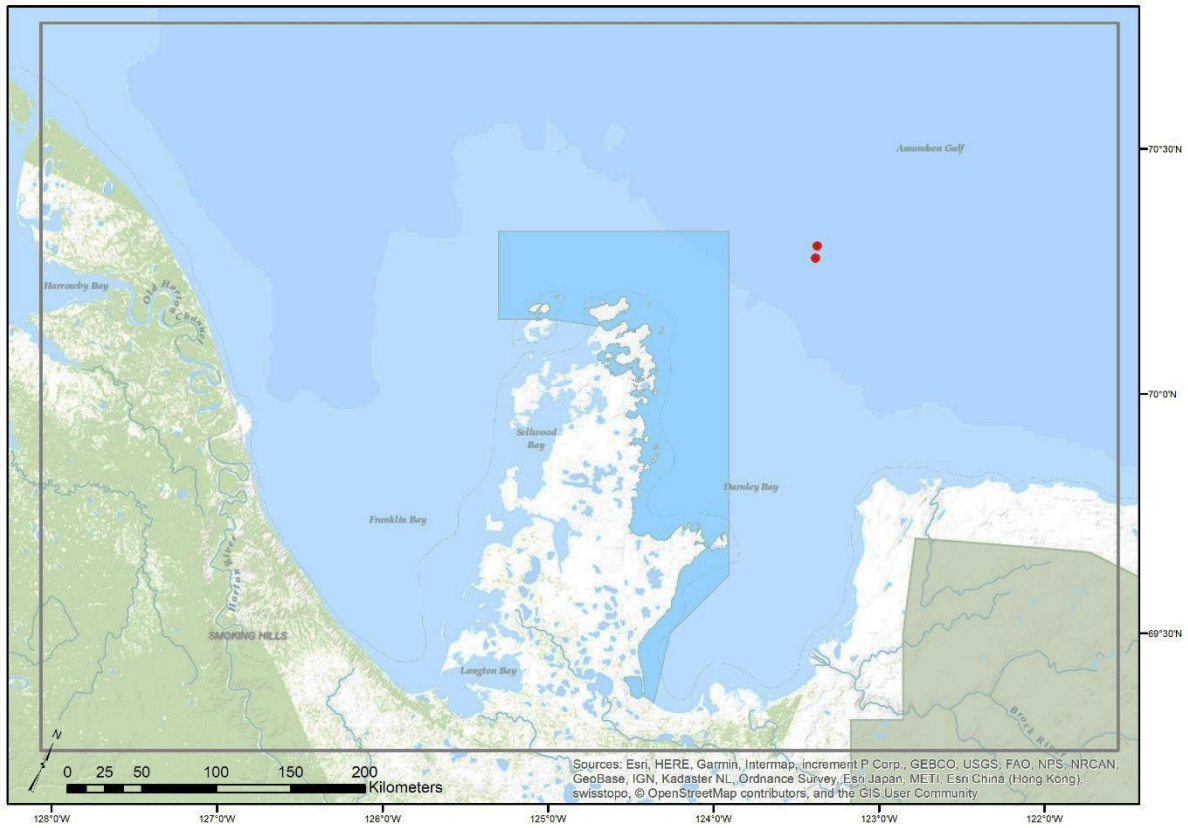 Amundsen Gulf
70°30'N
Harrowby Bay
Old Horton Channel
70°0'N
Sellwood
Bay
Darnley Bay
Franklin Bay
Horton River
SMOKING HILLS
69°30'N
Langton Bay
Brock River
N
0 25 50 100 150 200
Kilometers
Sources: Esri, HERE, Garmin, Intermap, increment P Corp., GEBCO, USGS, FAO, NPS, NRCAN,
GeoBase, IGN, Kadaster NL, Ordnance Survey, Esri Japan, METI, Esri China (Hong Kong),
swisstopo, © OpenStreetMap contributors, and the GIS User Community
128°0'W 127°0'W 126°0'W 125°0'W 124°0'W 123°0'W 122°0'W